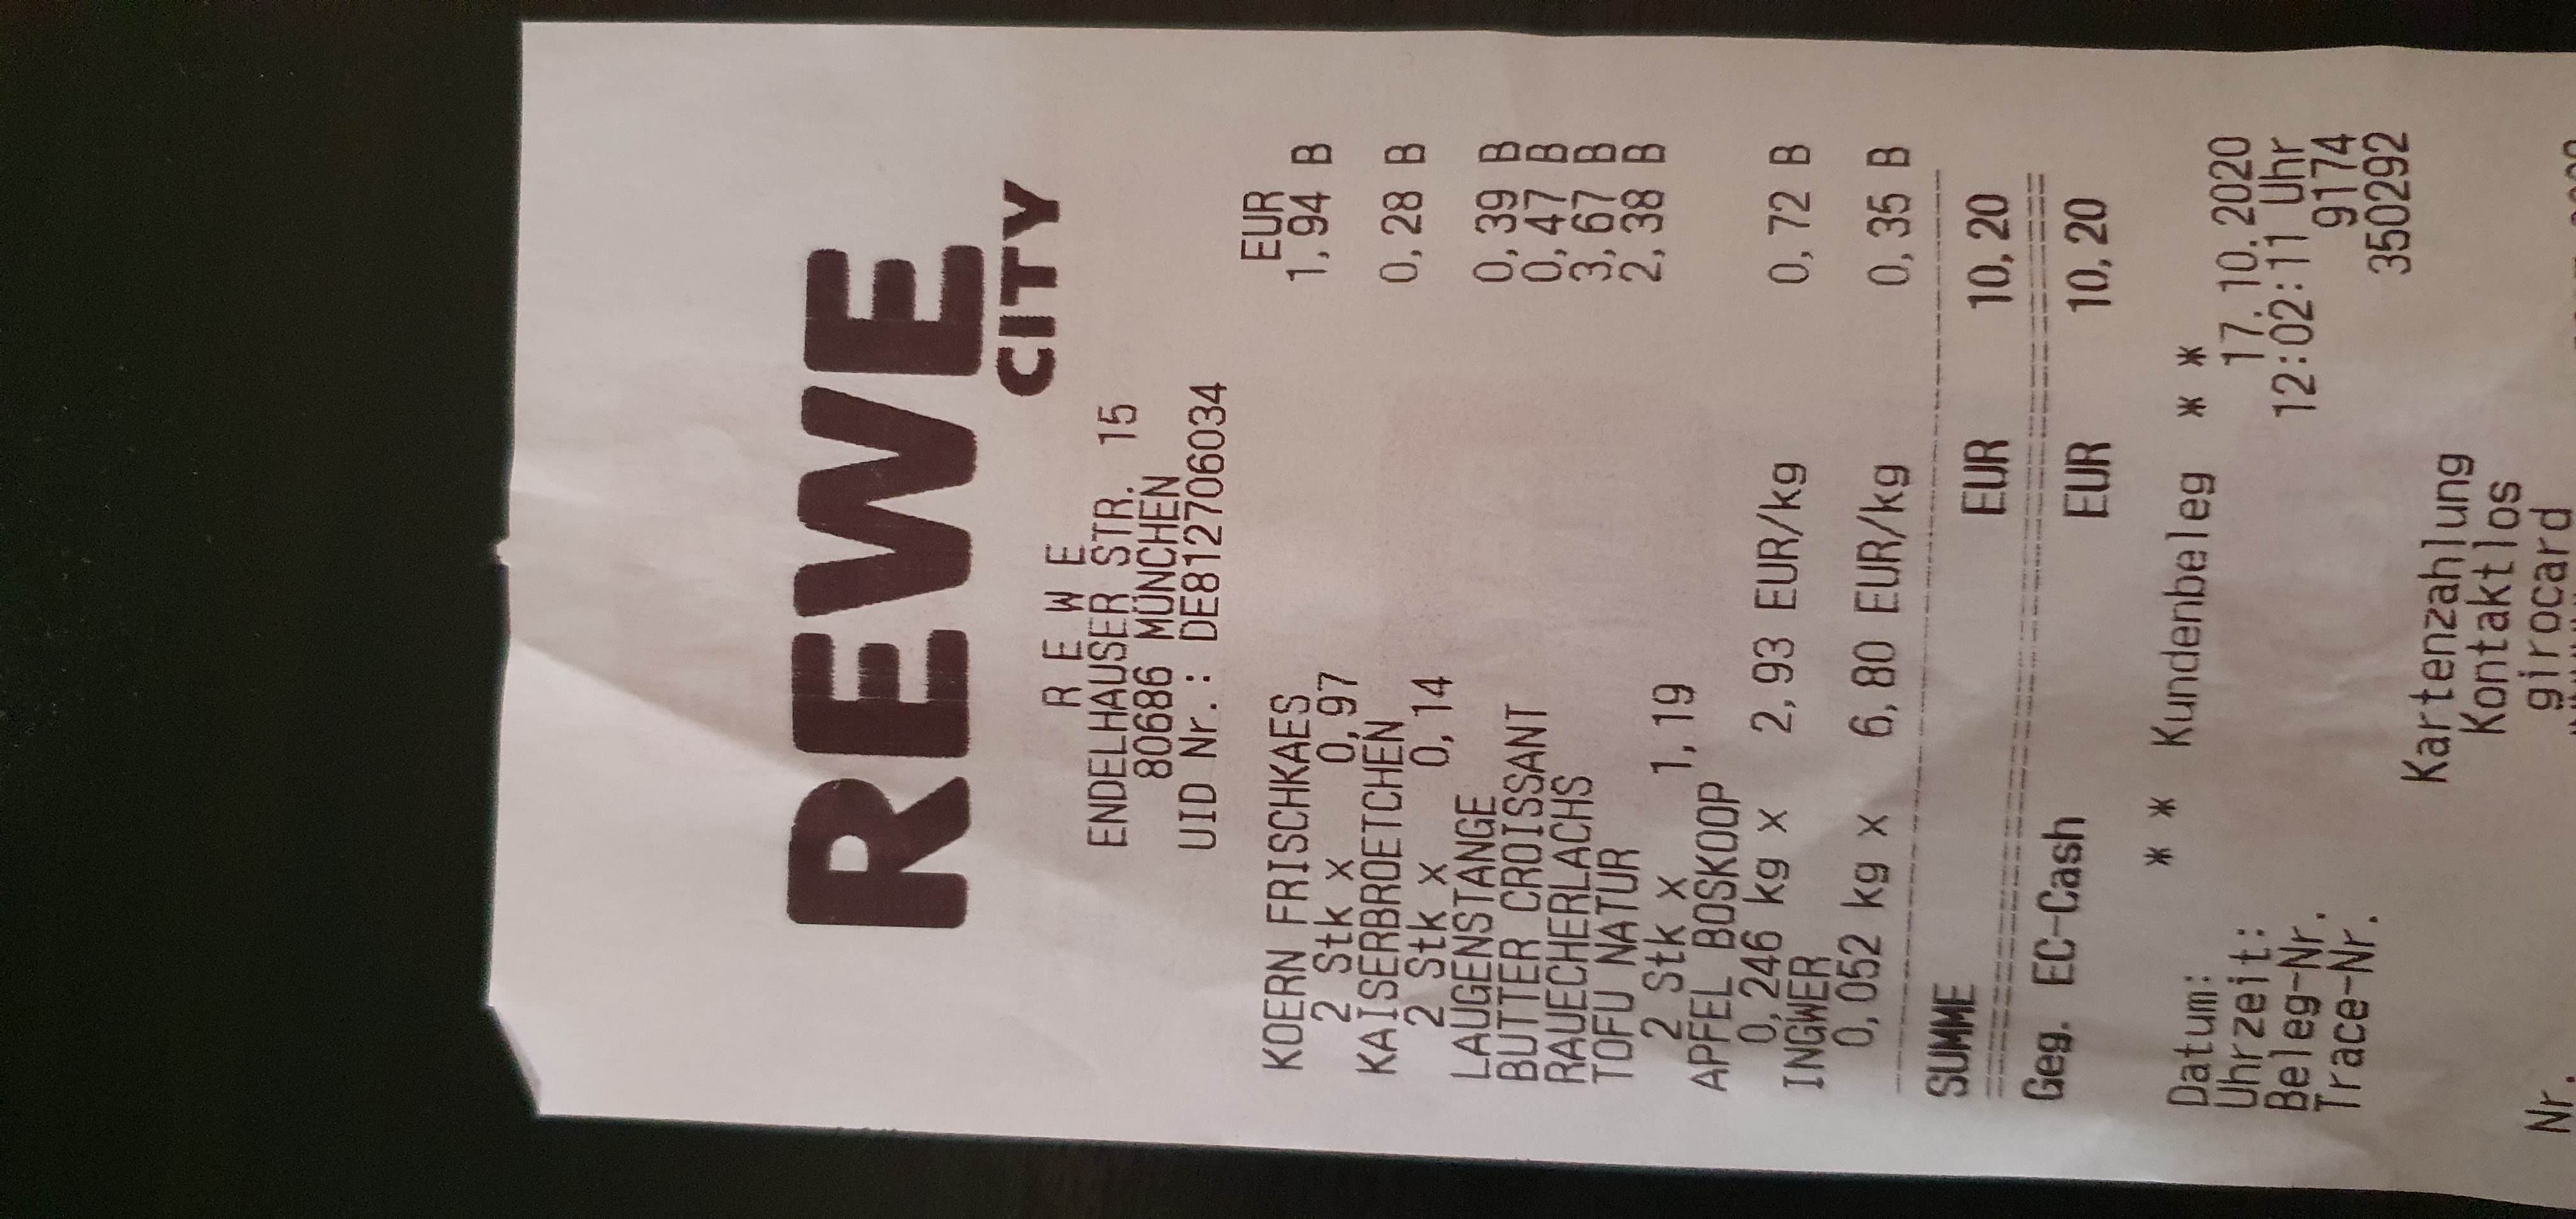 REWE
CITY
R E W E
ENDELHAUSER STR. 15
80686 MÜNCHEN
UID Nr.: DE812706034
EUR
KOERN FRISCHKAES 1,94 B
2 Stk x 0,97
KAISERBROETCHEN 0,28 B
2 Stk x 0,14
LAUGENSTANGE 0,39 B
BUTTER CROISSANT 0,47 B
RAUECHERLACHS 3,67 B
TOFU NATUR 2,38 B
2 Stk x 1,19
APFEL BOSKOOP
0,246 kg x 2,93 EUR/kg 0,72 B
INGWER
0,052 kg x 6,80 EUR/kg 0,35 B
SUMME EUR 10,20
Geg. EC-Cash EUR 10,20
* * Kundenbeleg * *
Datum: 17.10.2020
Uhrzeit: 12:02:11 Uhr
Beleg-Nr. 9174
Trace-Nr. 350292
Kartenzahlung
Kontaktlos
girocard
Nr.